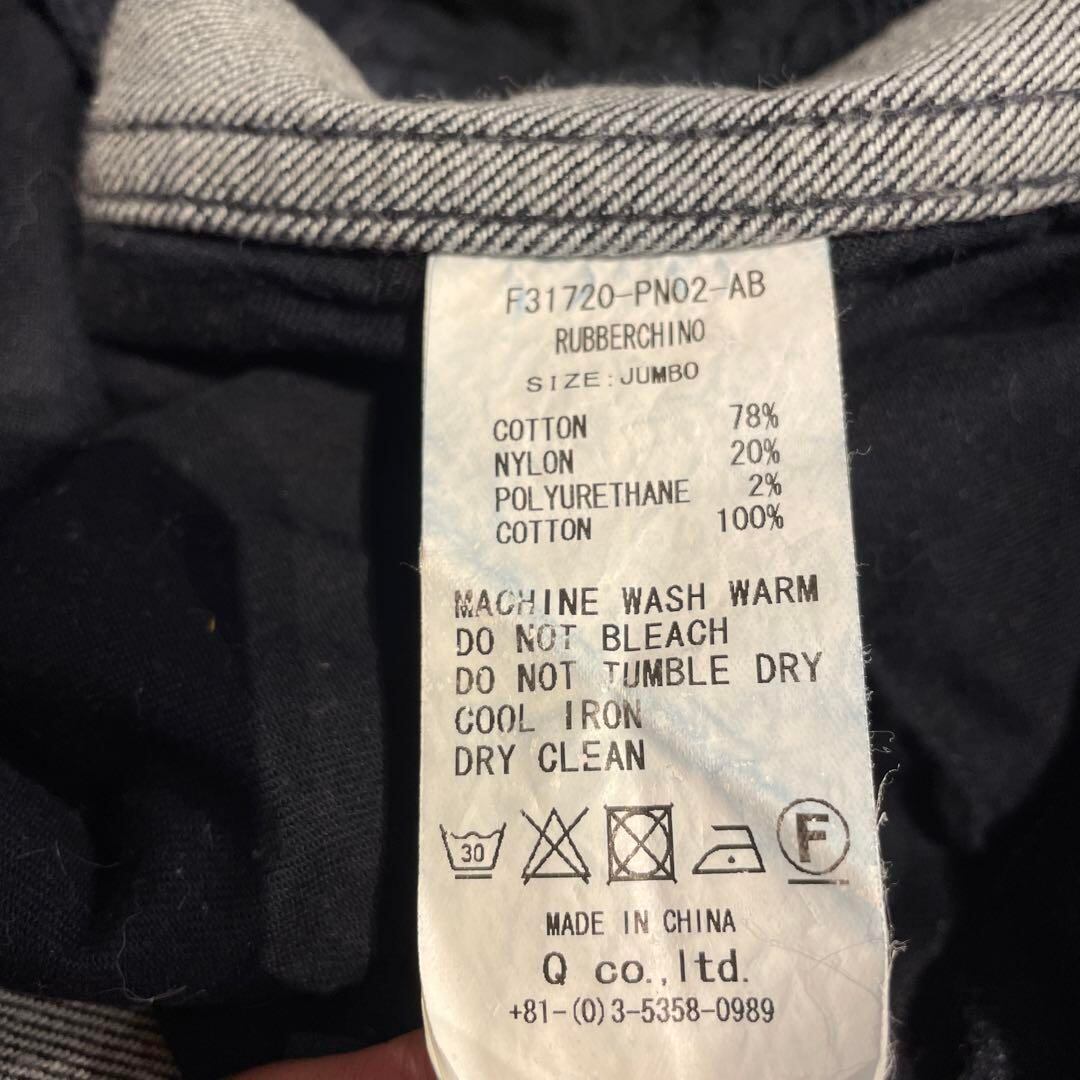 F31720-PN02-AB
RUBBERCHINO
SIZE:JUMBO
COTTON 78%
NYLON 20%
POLYURETHANE 2%
COTTON 100%
MACHINE WASH WARM
DO NOT BLEACH
DO NOT TUMBLE DRY
COOL IRON
DRY CLEAN
30 F
MADE IN CHINA
Q co.,ltd.
+81-(0)3-5358-0989